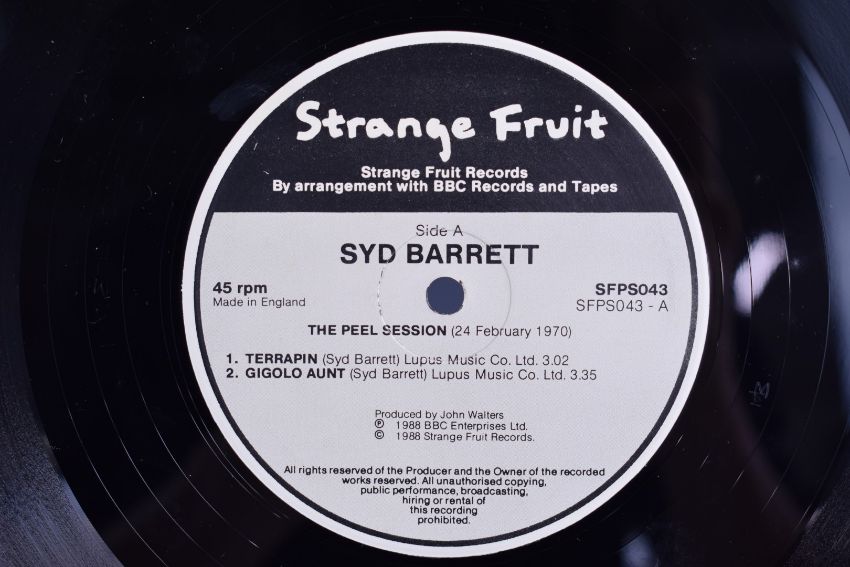 Strange Fruit
Strange Fruit Records
By arrangement with BBC Records and Tapes
Side A
SYD BARRETT
45 rpm
Made in England
SFPS043
SFPS043 - A
THE PEEL SESSION (24 February 1970)
1. TERRAPIN (Syd Barrett) Lupus Music Co. Ltd. 3.02
2. GIGOLO AUNT (Syd Barrett) Lupus Music Co. Ltd. 3.35
Produced by John Walters
℗ 1988 BBC Enterprises Ltd.
© 1988 Strange Fruit Records.
All rights reserved of the Producer and the Owner of the recorded
works reserved. All unauthorised copying,
public performance, broadcasting,
hiring or rental of
this recording
prohibited.